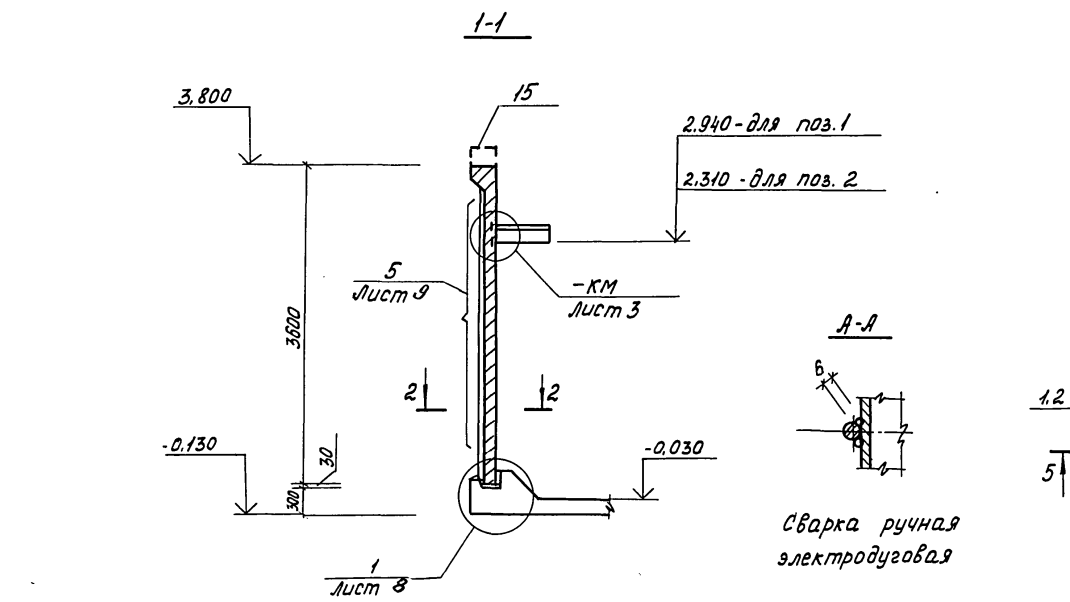 1-1
3,800
15
2.940-для поз.1
2.310-для поз. 2
5
Лист 9
-КМ
Лист 3
3600
А-А
6
2
2
1.2
-0.130
30
-0,030
5
300
Сварка ручная
электродуговая
1
Лист 8